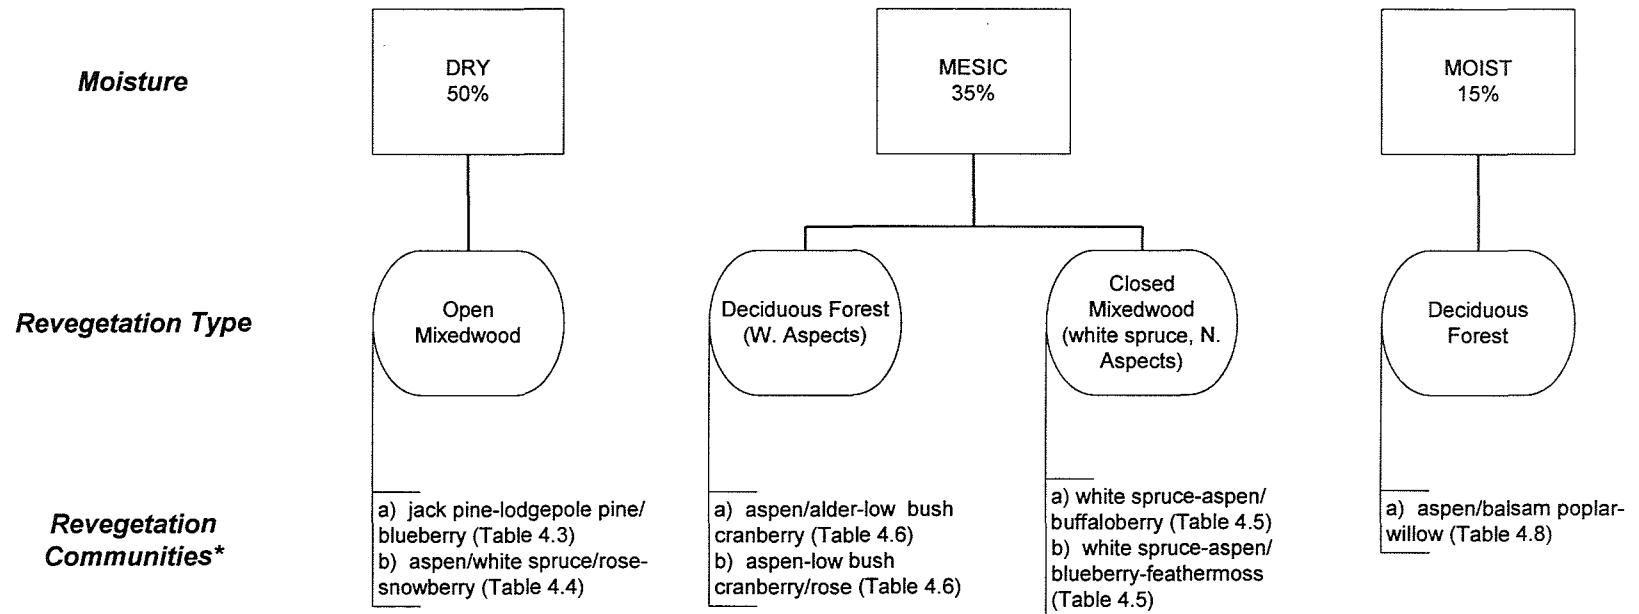 Moisture
DRY
50%
MESIC
35%
MOIST
15%
Revegetation Type
Open
Mixedwood
Deciduous Forest
(W. Aspects)
Closed
Mixedwood
(white spruce, N.
Aspects)
Deciduous
Forest
Revegetation
Communities*
a) jack pine-lodgepole pine/
blueberry (Table 4.3)
b) aspen/white spruce/rose-
snowberry (Table 4.4)
a) aspen/alder-low bush
cranberry (Table 4.6)
b) aspen-low bush
cranberry/rose (Table 4.6)
a) white spruce-aspen/
buffaloberry (Table 4.5)
b) white spruce-aspen/
blueberry-feathermoss
(Table 4.5)
a) aspen/balsam poplar-
willow (Table 4.8)